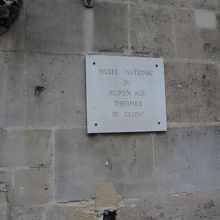 MUSEE NATIONAL
DU
MOYEN AGE
THERMES
DE CLUNY